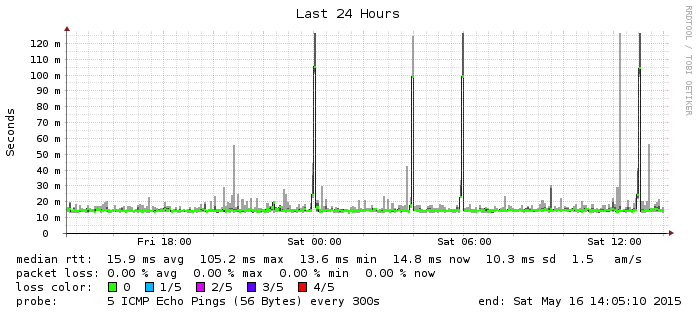 Last 24 Hours
RRDTOOL / TOBI OETIKER
Seconds
120 m
110 m
100 m
90 m
80 m
70 m
60 m
50 m
40 m
30 m
20 m
10 m
0
Fri 18:00 Sat 00:00 Sat 06:00 Sat 12:00
median rtt: 15.9 ms avg 105.2 ms max 13.6 ms min 14.8 ms now 10.3 ms sd 1.5 am/s
packet loss: 0.00 % avg 0.00 % max 0.00 % min 0.00 % now
loss color: 0 1/5 2/5 3/5 4/5
probe: 5 ICMP Echo Pings (56 Bytes) every 300s end: Sat May 16 14:05:10 2015